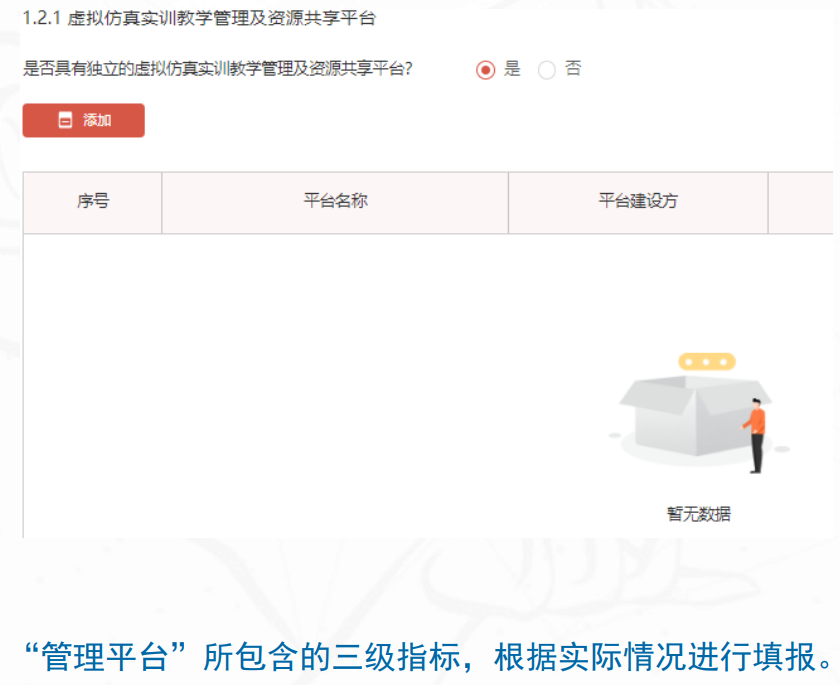 1.2.1 虚拟仿真实训教学管理及资源共享平台
是否具有独立的虚拟仿真实训教学管理及资源共享平台? 是 否
添加
序号 平台名称 平台建设方
暂无数据
“管理平台”所包含的三级指标，根据实际情况进行填报。